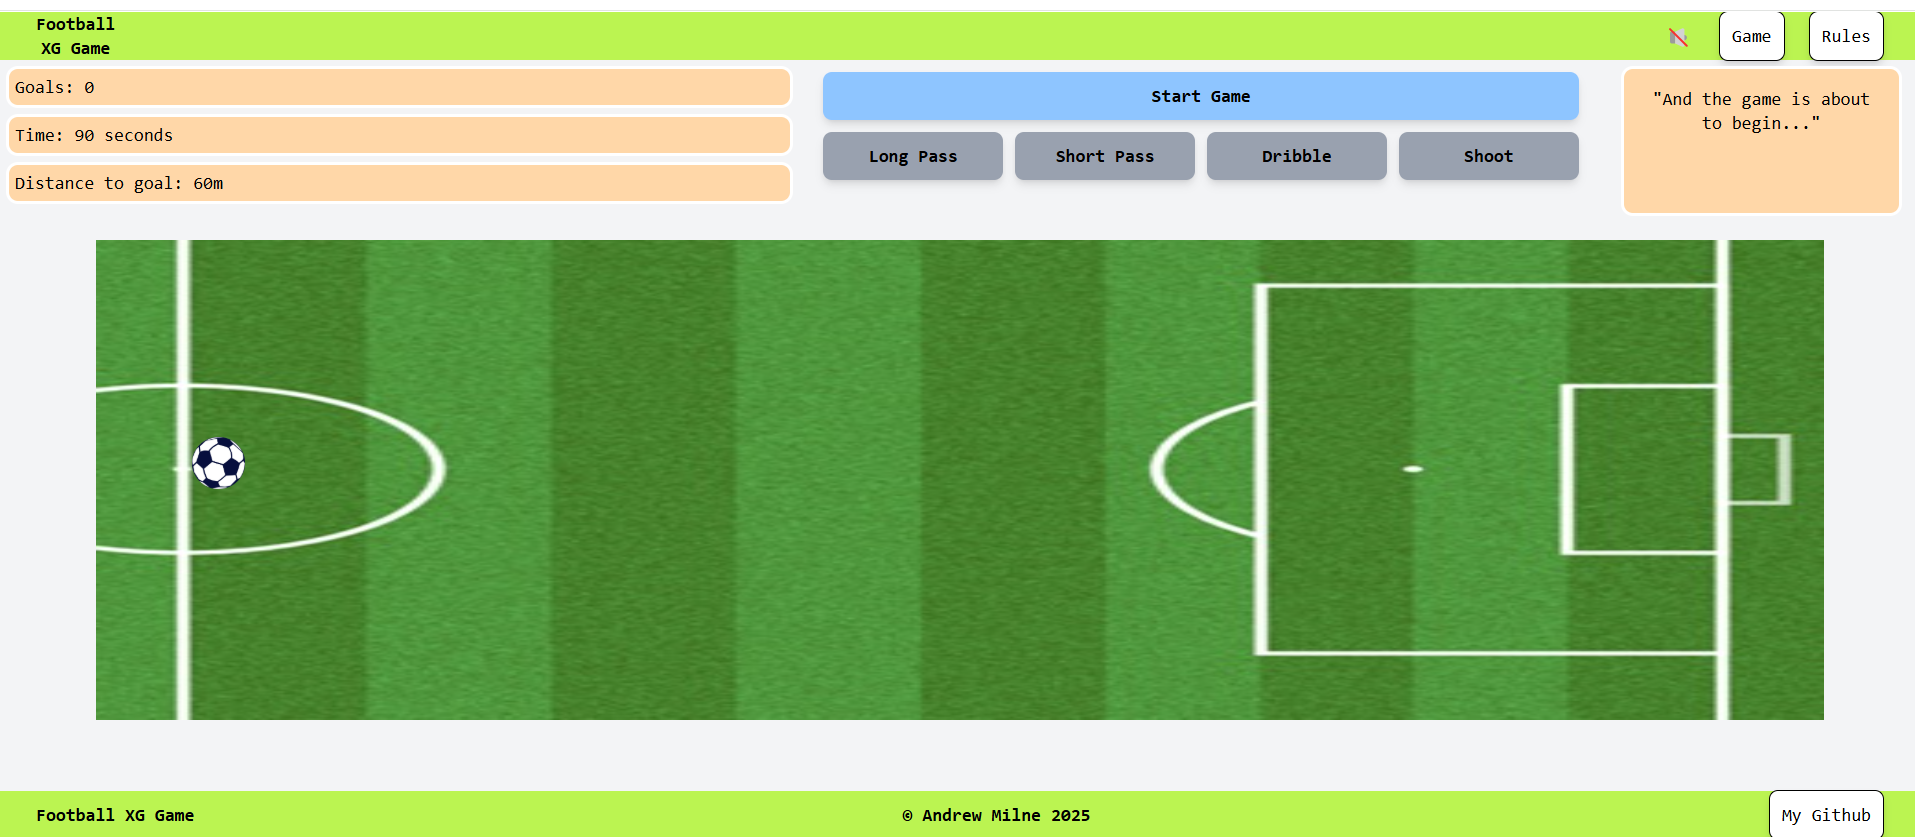 Football
XG Game
Game
Rules
Goals: 0
Time: 90 seconds
Distance to goal: 60m
Start Game
Long Pass
Short Pass
Dribble
Shoot
"And the game is about
to begin..."
Football XG Game
© Andrew Milne 2025
My Github